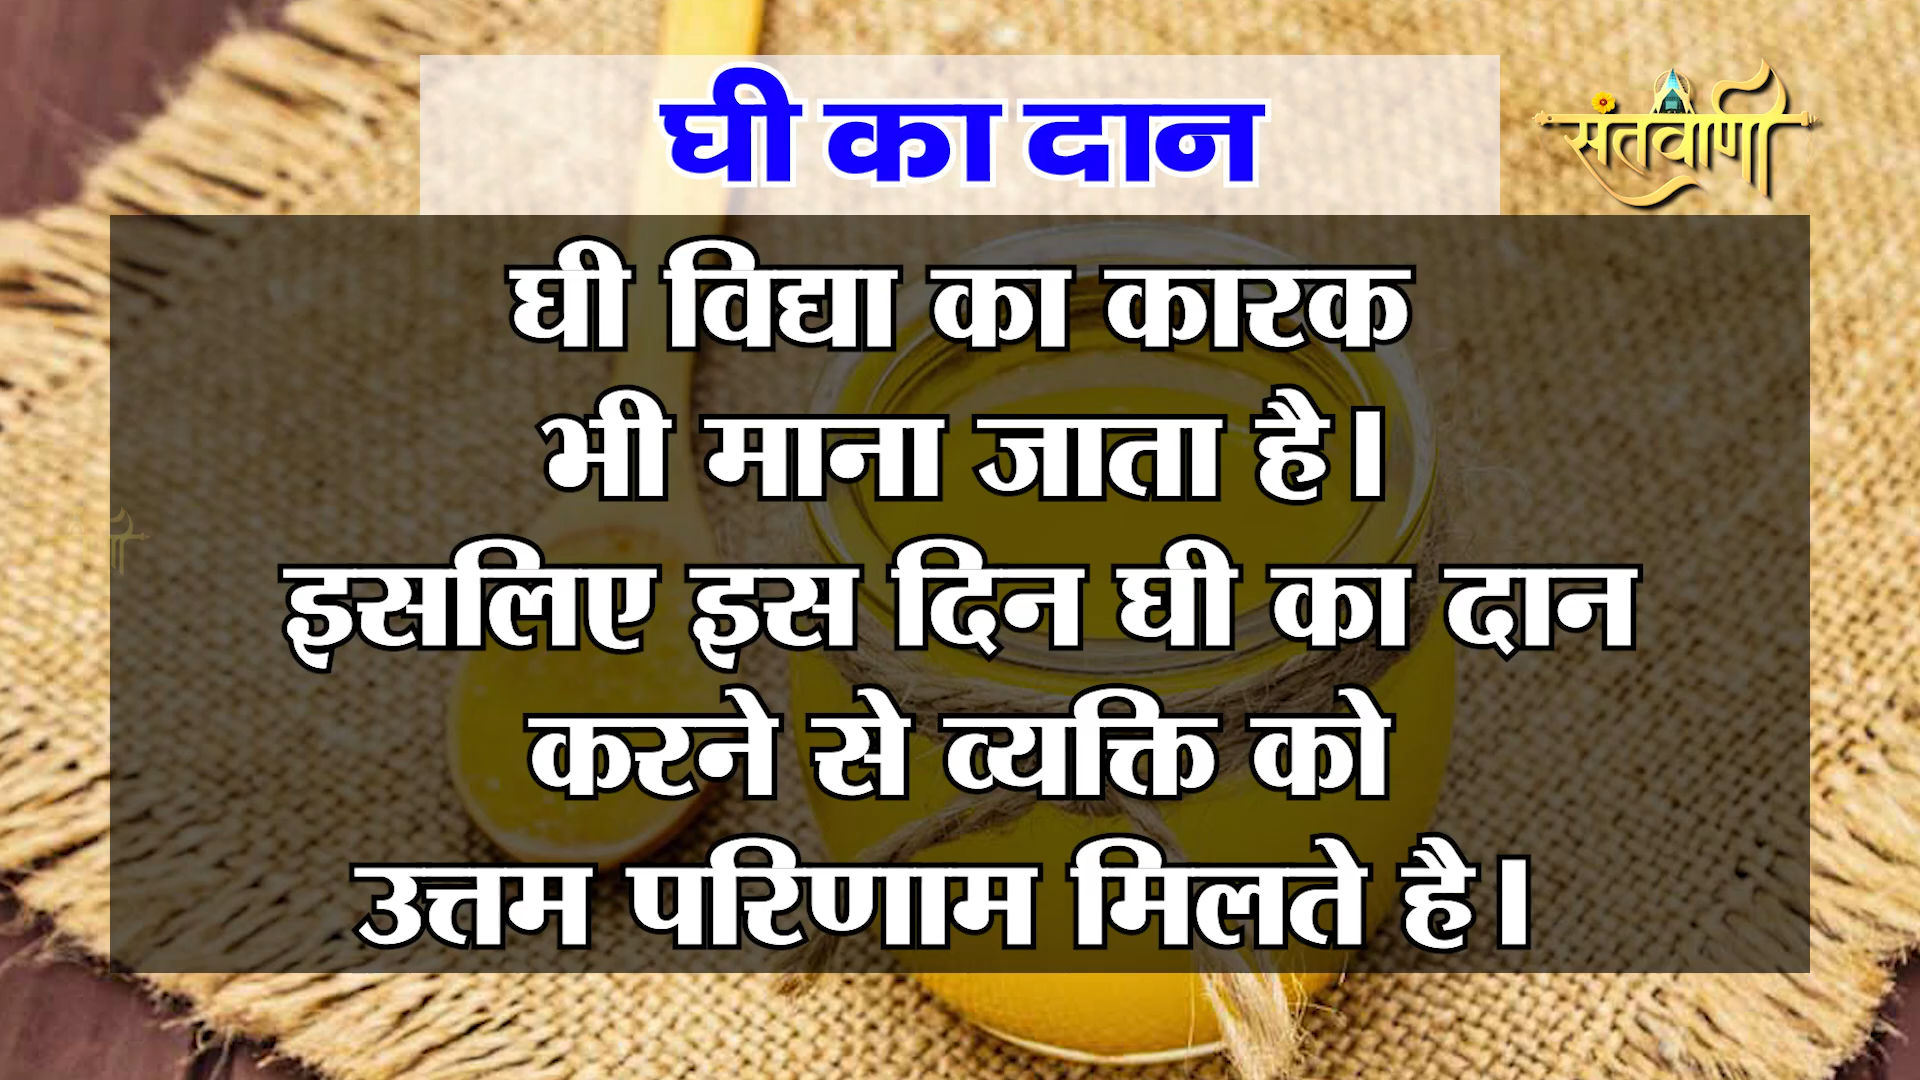 घी का दान
संतवाणी
घी विद्या का कारक
भी माना जाता है।
इसलिए इस दिन घी का दान
करने से व्यक्ति को
उत्तम परिणाम मिलते है।